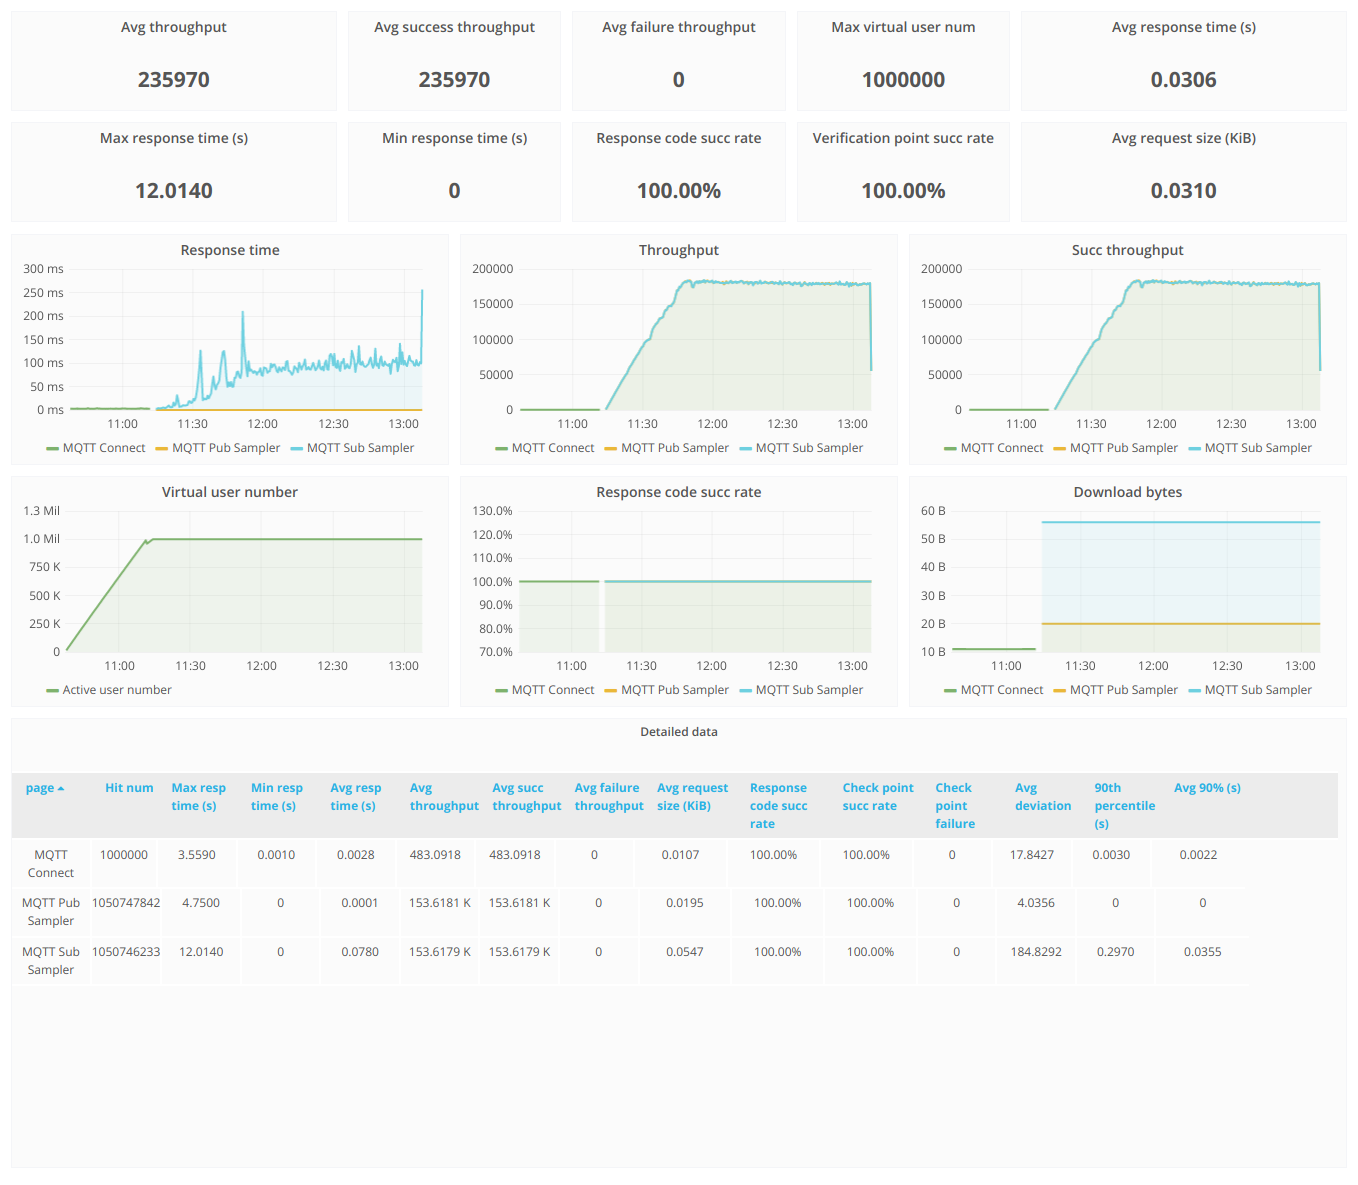 Avg throughput
235970
Avg success throughput
235970
Avg failure throughput
0
Max virtual user num
1000000
Avg response time (s)
0.0306
Max response time (s)
12.0140
Min response time (s)
0
Response code succ rate
100.00%
Verification point succ rate
100.00%
Avg request size (KiB)
0.0310
Response time
300 ms
250 ms
200 ms
150 ms
100 ms
50 ms
0 ms
11:00 11:30 12:00 12:30 13:00
MQTT Connect MQTT Pub Sampler MQTT Sub Sampler
Throughput
200000
150000
100000
50000
0
11:00 11:30 12:00 12:30 13:00
MQTT Connect MQTT Pub Sampler MQTT Sub Sampler
Succ throughput
200000
150000
100000
50000
0
11:00 11:30 12:00 12:30 13:00
MQTT Connect MQTT Pub Sampler MQTT Sub Sampler
Virtual user number
1.3 Mil
1.0 Mil
750 K
500 K
250 K
0
11:00 11:30 12:00 12:30 13:00
Active user number
Response code succ rate
130.0%
120.0%
110.0%
100.0%
90.0%
80.0%
70.0%
11:00 11:30 12:00 12:30 13:00
MQTT Connect MQTT Pub Sampler MQTT Sub Sampler
Download bytes
60 B
50 B
40 B
30 B
20 B
10 B
11:00 11:30 12:00 12:30 13:00
MQTT Connect MQTT Pub Sampler MQTT Sub Sampler
Detailed data
page Hit num Max resp Min resp Avg resp Avg Avg succ Avg failure Avg request Response Check point Check Avg 90th Avg 90% (s)
time (s) time (s) time (s) throughput throughput throughput size (KiB) code succ succ rate point deviation percentile
rate failure (s)
MQTT 1000000 3.5590 0.0010 0.0028 483.0918 483.0918 0 0.0107 100.00% 100.00% 0 17.8427 0.0030 0.0022
Connect
MQTT Pub 1050747842 4.7500 0 0.0001 153.6181 K 153.6181 K 0 0.0195 100.00% 100.00% 0 4.0356 0 0
Sampler
MQTT Sub 1050746233 12.0140 0 0.0780 153.6179 K 153.6179 K 0 0.0547 100.00% 100.00% 0 184.8292 0.2970 0.0355
Sampler